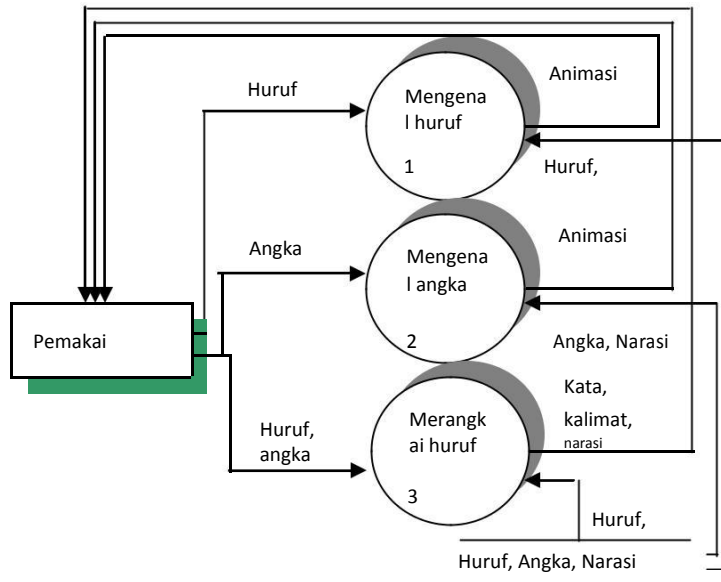 Animasi
Huruf
Mengena
l huruf
1
Huruf,
Animasi
Angka
Mengena
l angka
2
Pemakai
Angka, Narasi
Kata,
kalimat,
narasi
Huruf,
angka
Merangk
ai huruf
3
Huruf,
Huruf, Angka, Narasi